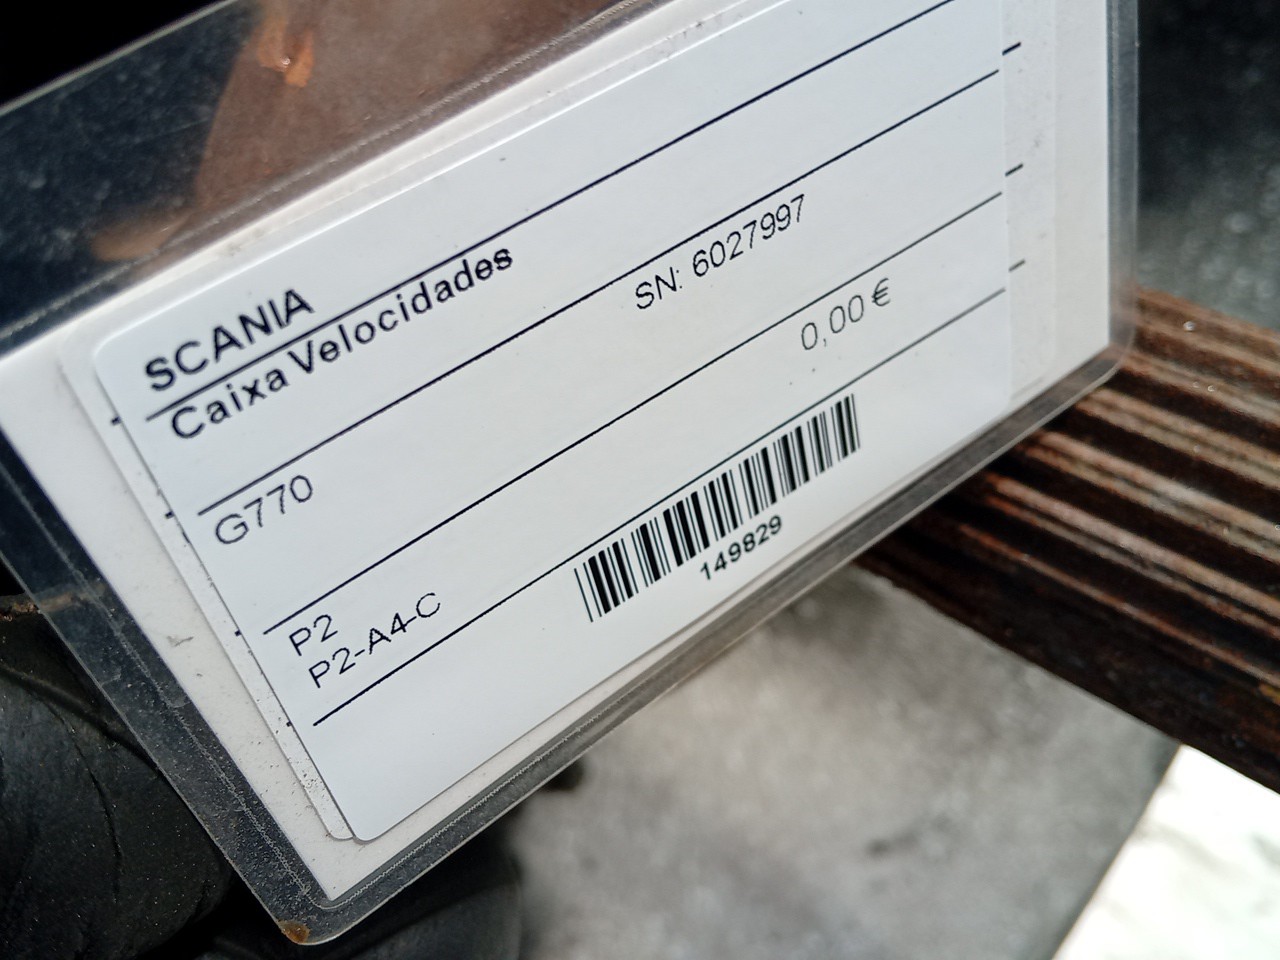 SCANIA
Caixa Velocidades
G770 SN: 6027997
P2 0,00 €
P2-A4-C
149829